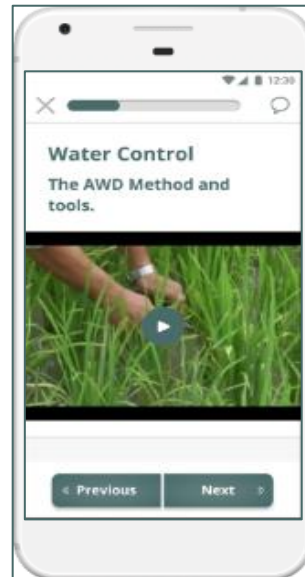 12:30
Water Control
The AWD Method and
tools.
Previous
Next